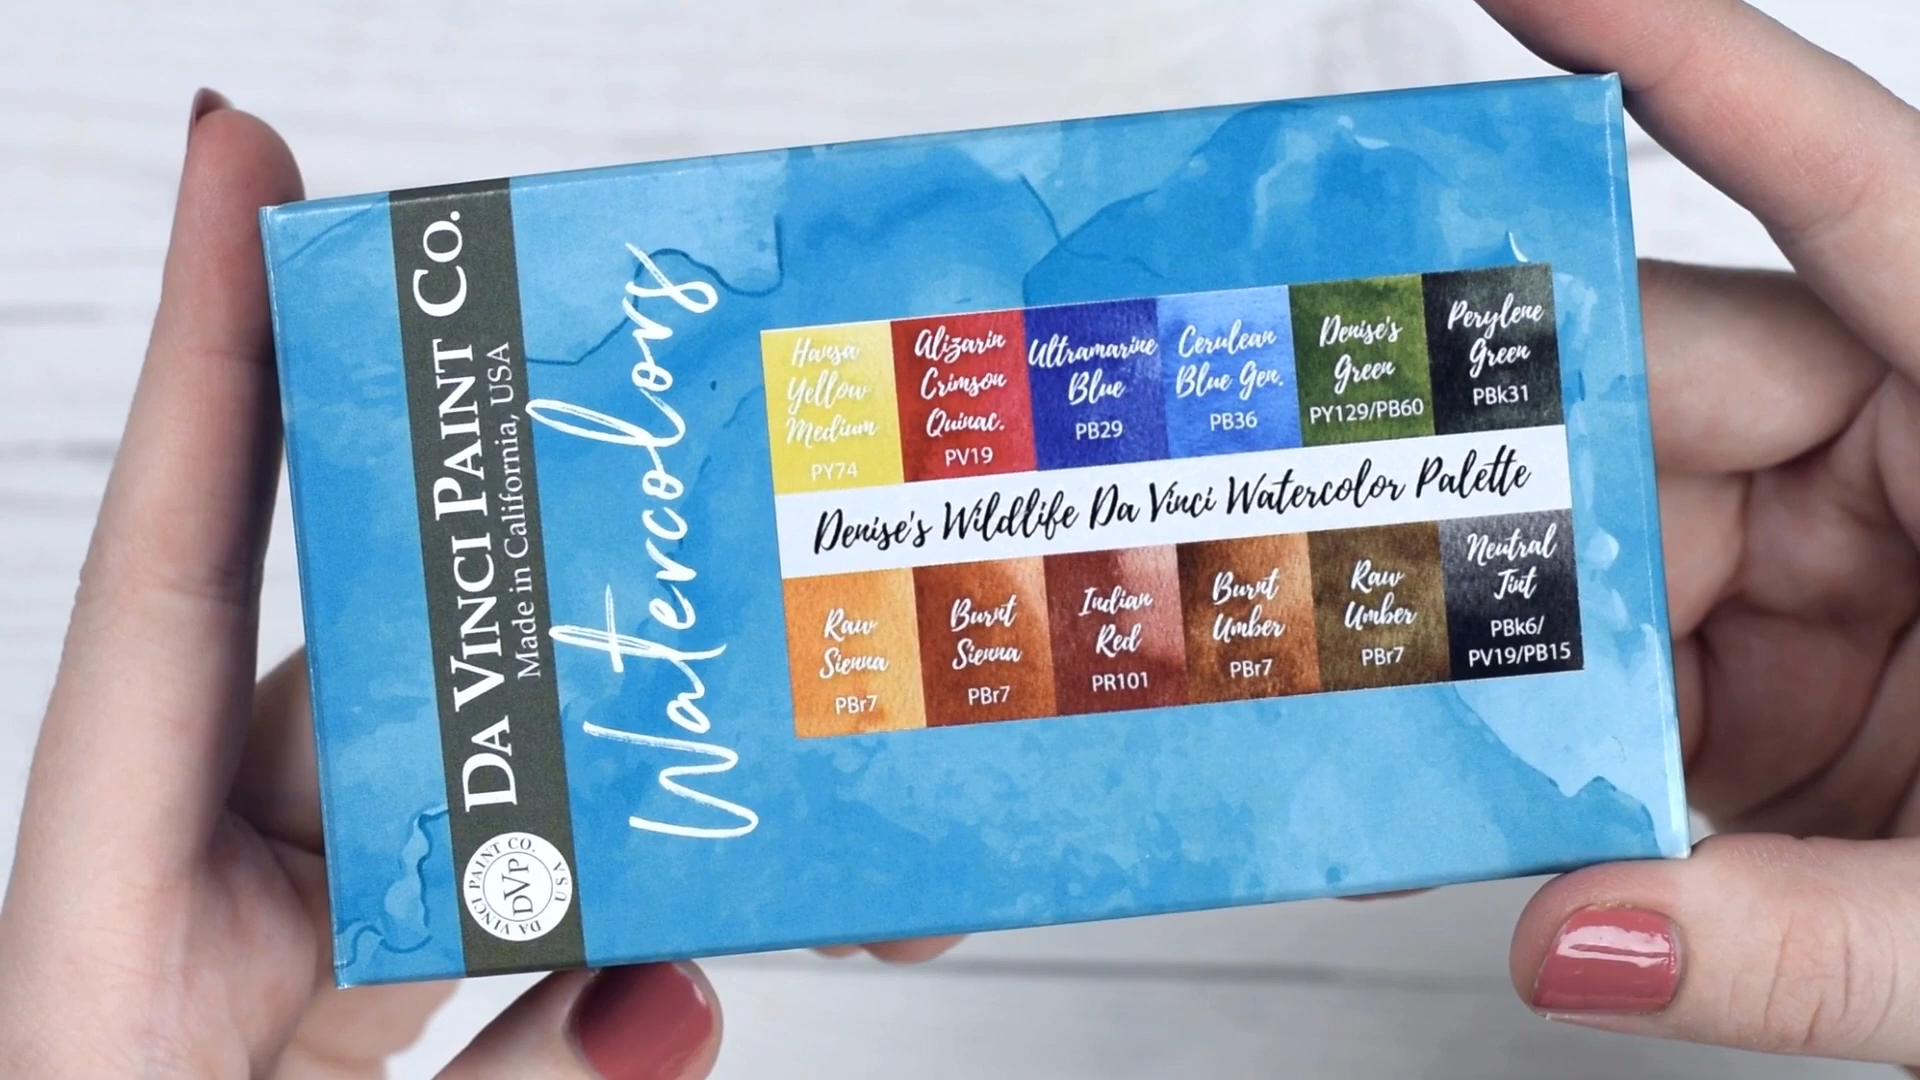 DA VINCI PAINT CO.
Made in California, USA
DA VINCI PAINT CO. USA
DVP
Watercolors
Hansa
Yellow
Medium
PY74
Alizarin
Crimson
Quinac.
PV19
Ultramarine
Blue
PB29
Cerulean
Blue Gen.
PB36
Denise's
Green
PY129/PB60
Perylene
Green
PBk31
Denise's Wildlife Da Vinci Watercolor Palette
Raw
Sienna
PBr7
Burnt
Sienna
PBr7
Indian
Red
PR101
Burnt
Umber
PBr7
Raw
Umber
PBr7
Neutral
Tint
PBk6/
PV19/PB15